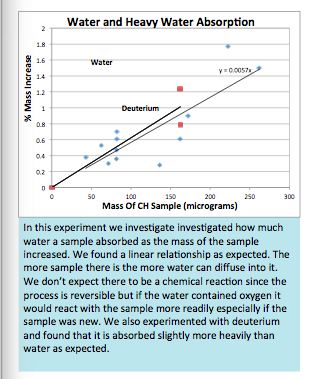 Water and Heavy Water Absorption
2
1.8
1.6
1.4
1.2
1
0.8
0.6
0.4
0.2
0
% Mass Increase
Water
y = 0.0057x
Deuterium
0 50 100 150 200 250 300
Mass Of CH Sample (micrograms)
In this experiment we investigate investigated how much
water a sample absorbed as the mass of the sample
increased. We found a linear relationship as expected. The
more sample there is the more water can diffuse into it.
We don't expect there to be a chemical reaction since the
process is reversible but if the water contained oxygen it
would react with the sample more readily especially if the
sample was new. We also experimented with deuterium
and found that it is absorbed slightly more heavily than
water as expected.